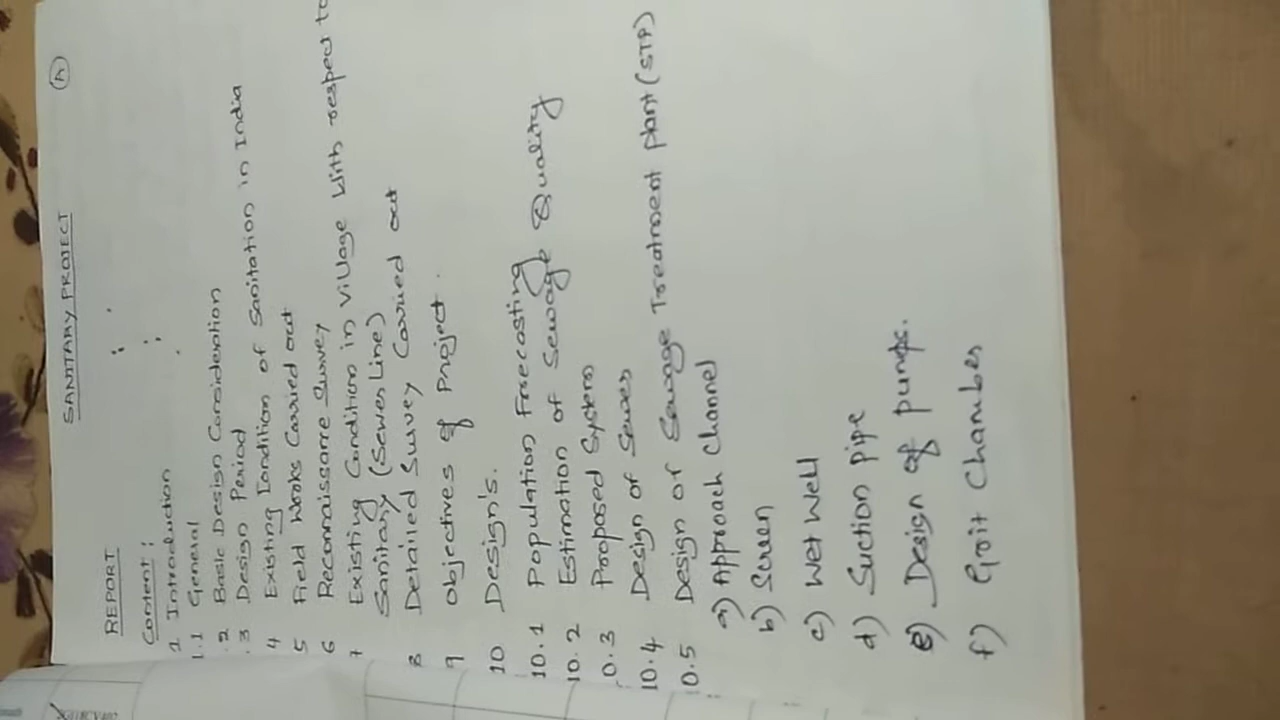 A
SANITARY PROJECT
REPORT
Content :
1 Introduction
1.1 General
.2 Basic Design Consideration
.3 Design Period
4 Existing Condition of Sanitation in India
5 Field Works Carried out
6 Reconnaissance Survey
7 Existing Conditions in Village With respect to
Sanitary (Sewer Line)
8 Detailed Survey Carried out
9 Objectives of Project.
10 Design's.
10.1 Population Forecasting
10.2 Estimation of Sewage Quality
0.3 Proposed System
10.4 Design of Sewer
0.5 Design of Sewage Treatment plant (STP)
a) Approach Channel
b) Screen
c) Wet Well
d) Suction Pipe
e) Design of pumps.
f) Grit Chamber